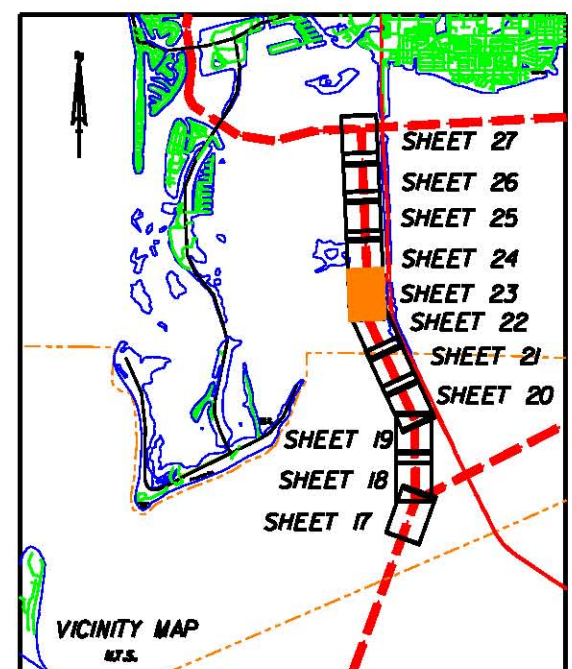 SHEET 27
SHEET 26
SHEET 25
SHEET 24
SHEET 23
SHEET 22
SHEET 21
SHEET 20
SHEET 19
SHEET 18
SHEET 17
VICINITY MAP
N.T.S.